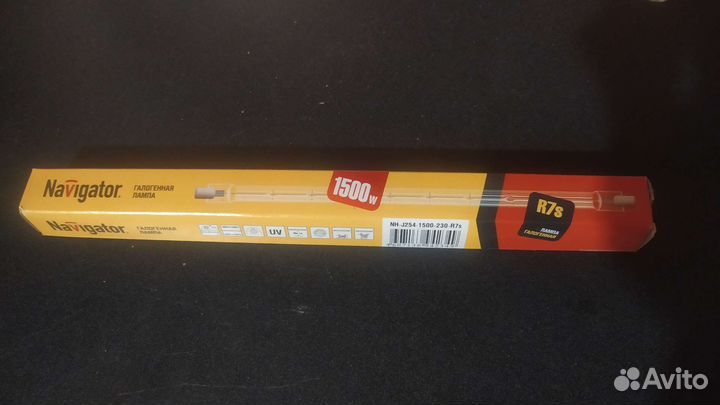 Navigator
ГАЛОГЕННАЯ
ЛАМПА
1500W
R7s
Navigator
ГАЛОГЕННАЯ
ЛАМПА
UV
NH-J254-1500-230-R7s
ЛАМПА
ГАЛОГЕННАЯ
Avito